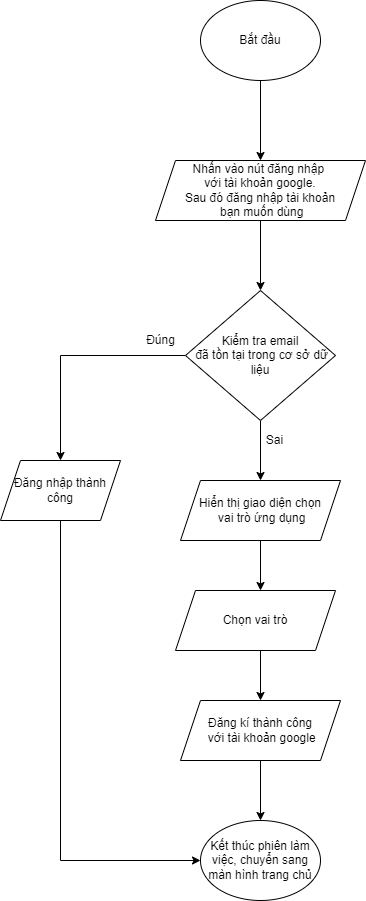 Bắt đầu
Nhấn vào nút đăng nhập
với tài khoản google.
Sau đó đăng nhập tài khoản
bạn muốn dùng
Kiểm tra email
đã tồn tại trong cơ sở dữ
liệu
Đúng
Sai
Đăng nhập thành
công
Hiển thị giao diện chọn
vai trò ứng dụng
Chọn vai trò
Đăng kí thành công
với tài khoản google
Kết thúc phiên làm
việc, chuyển sang
màn hình trang chủ